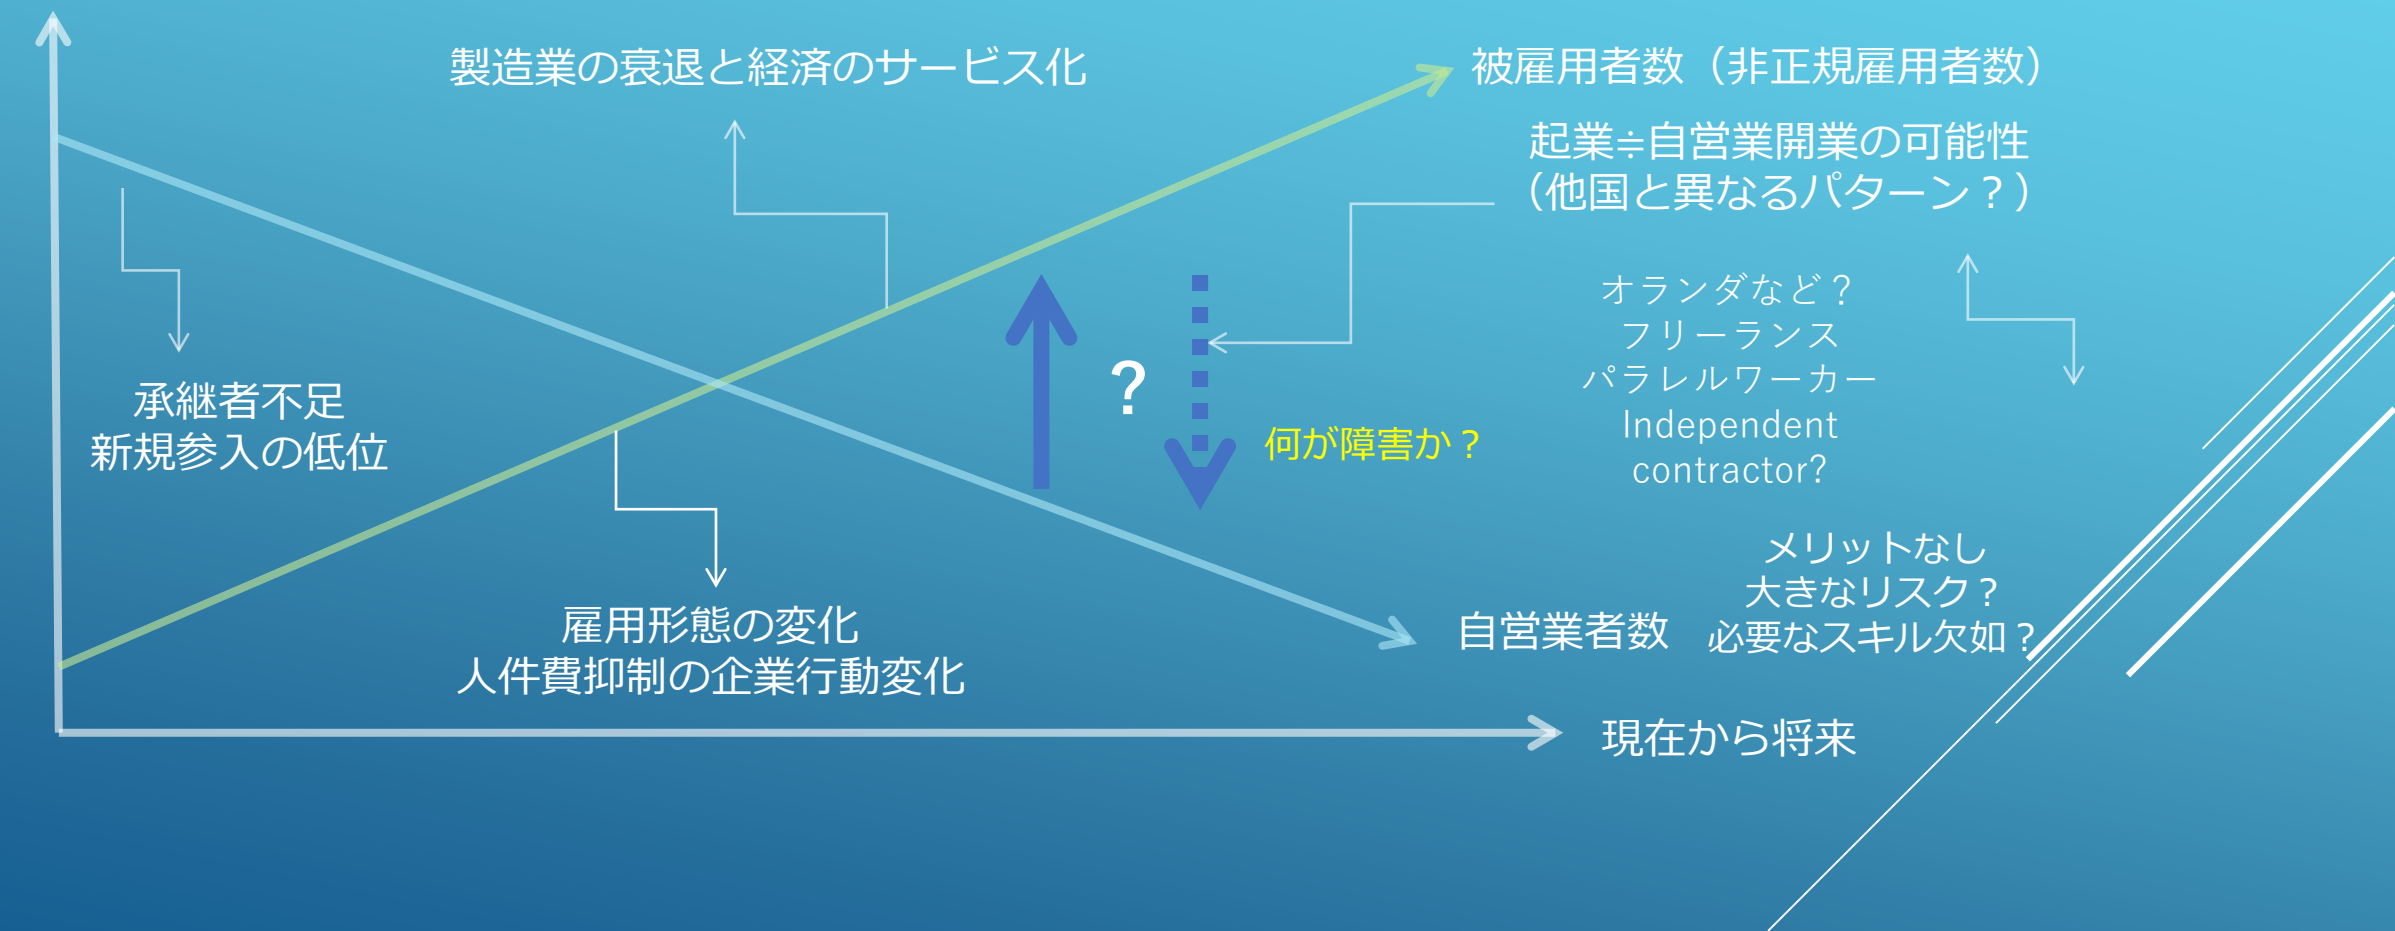 製造業の衰退と経済のサービス化
被雇用者数（非正規雇用者数）
起業≑自営業開業の可能性
（他国と異なるパターン？）
オランダなど？
フリーランス
パラレルワーカー
Independent
contractor?
？
何が障害か？
承継者不足
新規参入の低位
メリットなし
大きなリスク？
必要なスキル欠如？
雇用形態の変化
人件費抑制の企業行動変化
自営業者数
現在から将来